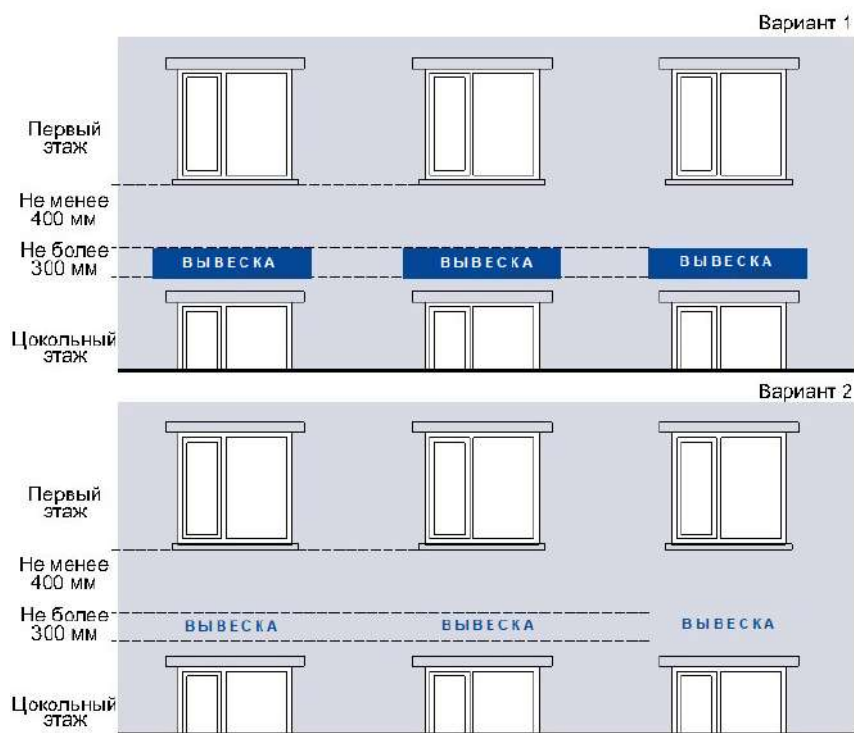 Вариант 1
Первый
этаж
Не менее
400 мм
Не более
300 мм
ВЫВЕСКА ВЫВЕСКА ВЫВЕСКА
Цокольный
этаж
Вариант 2
Первый
этаж
Не менее
400 мм
Не более
300 мм
ВЫВЕСКА ВЫВЕСКА ВЫВЕСКА
Цокольный
этаж